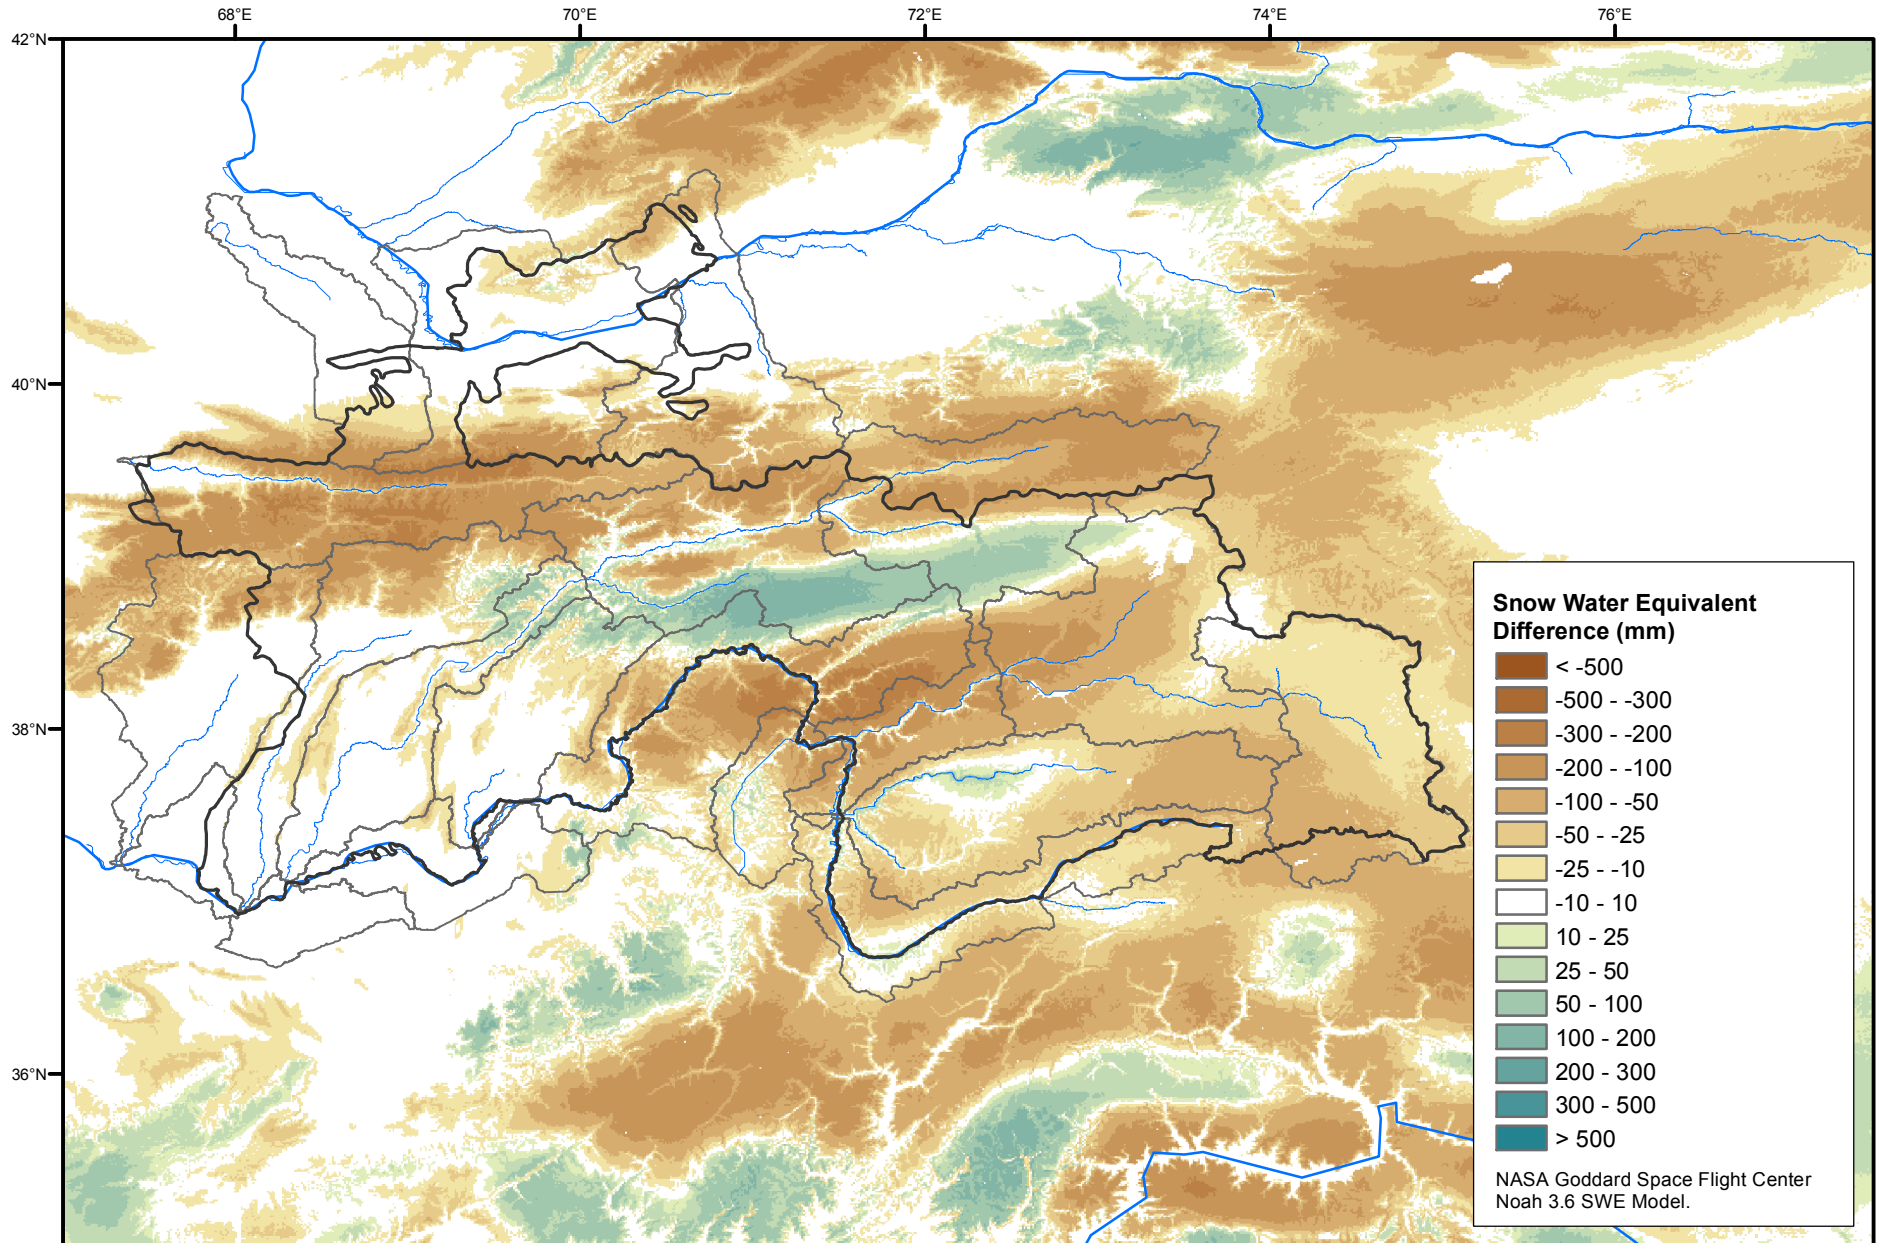 68°E 70°E 72°E 74°E 76°E
42°N
40°N
38°N
36°N
Snow Water Equivalent
Difference (mm)
< -500
-500 - -300
-300 - -200
-200 - -100
-100 - -50
-50 - -25
-25 - -10
-10 - 10
10 - 25
25 - 50
50 - 100
100 - 200
200 - 300
300 - 500
> 500
NASA Goddard Space Flight Center
Noah 3.6 SWE Model.